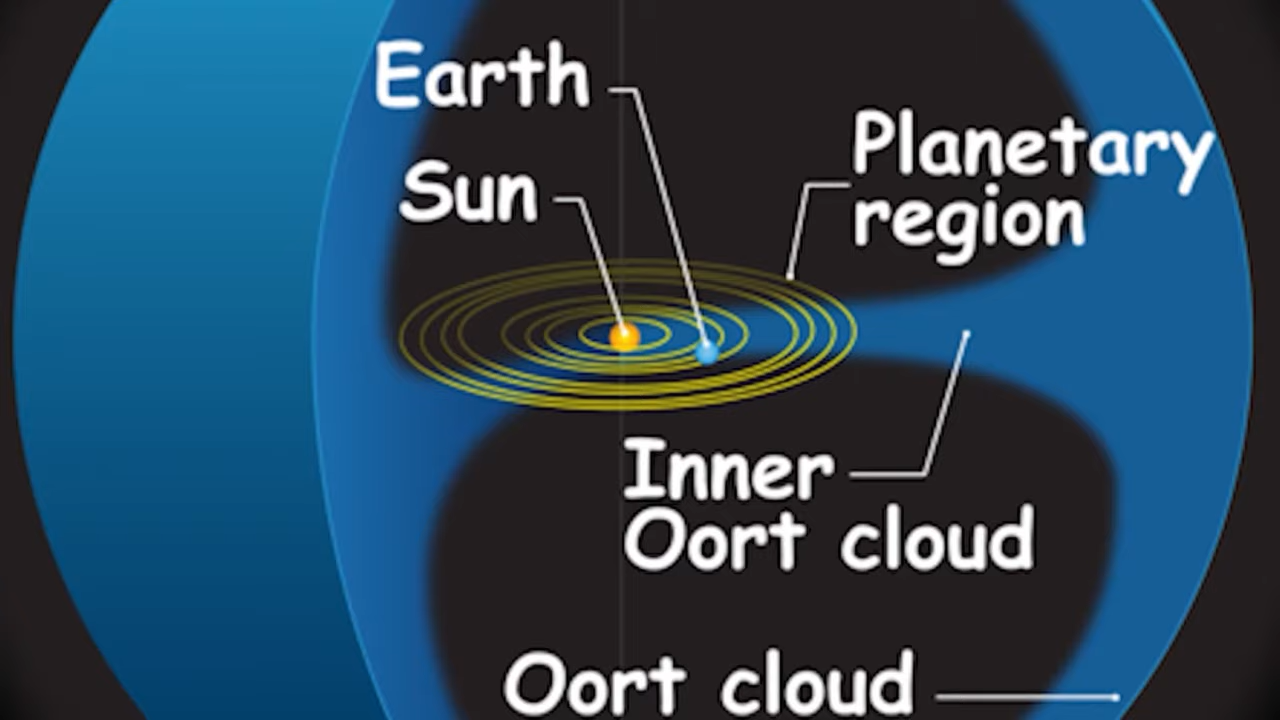 Earth
Sun
Planetary
region
Inner
Oort cloud
Oort cloud